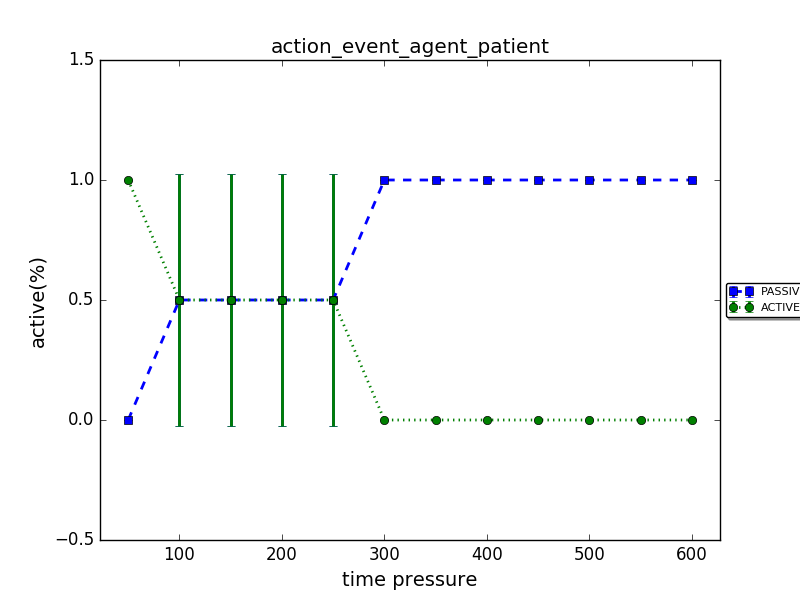 action_event_agent_patient
1.5
1.0
0.5
0.0
−0.5
active(%)
100 200 300 400 500 600
time pressure
PASSIV
ACTIVE